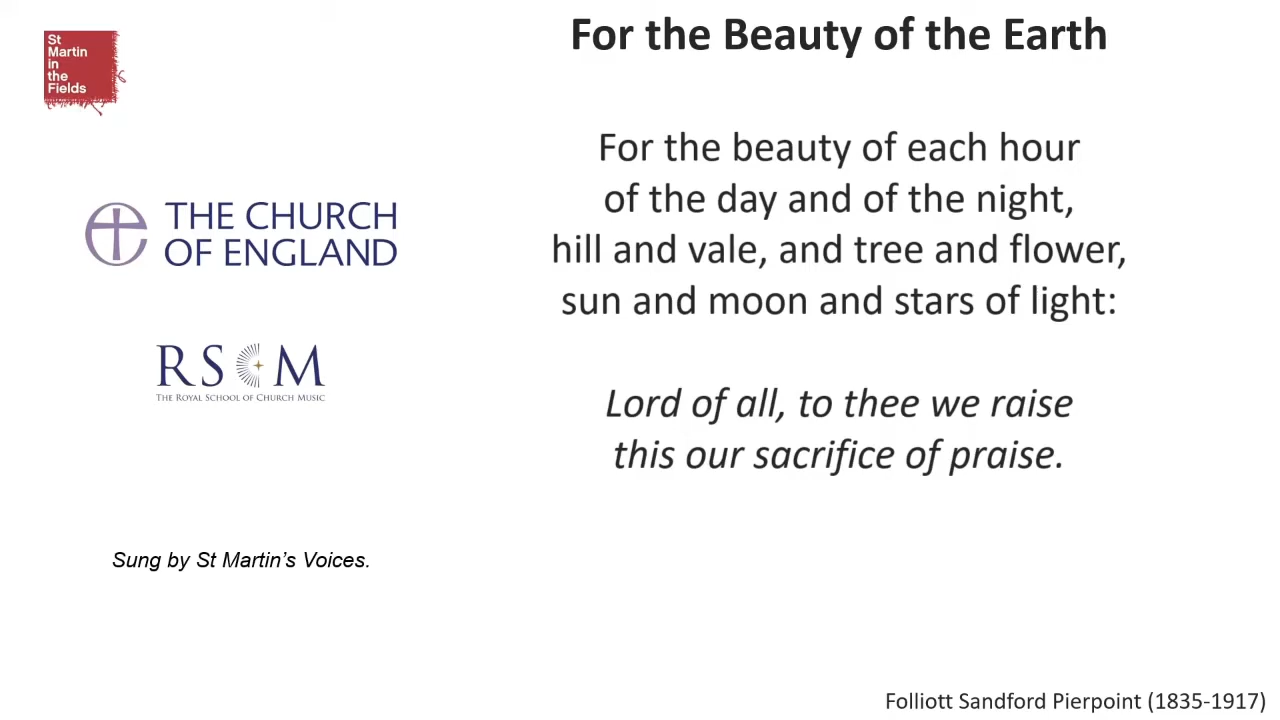 For the Beauty of the Earth
St
Martin
in
the
Fields
THE CHURCH
OF ENGLAND
RSCM
THE ROYAL SCHOOL OF CHURCH MUSIC
Sung by St Martin’s Voices.
For the beauty of each hour
of the day and of the night,
hill and vale, and tree and flower,
sun and moon and stars of light:
Lord of all, to thee we raise
this our sacrifice of praise.
Folliott Sandford Pierpoint (1835-1917)